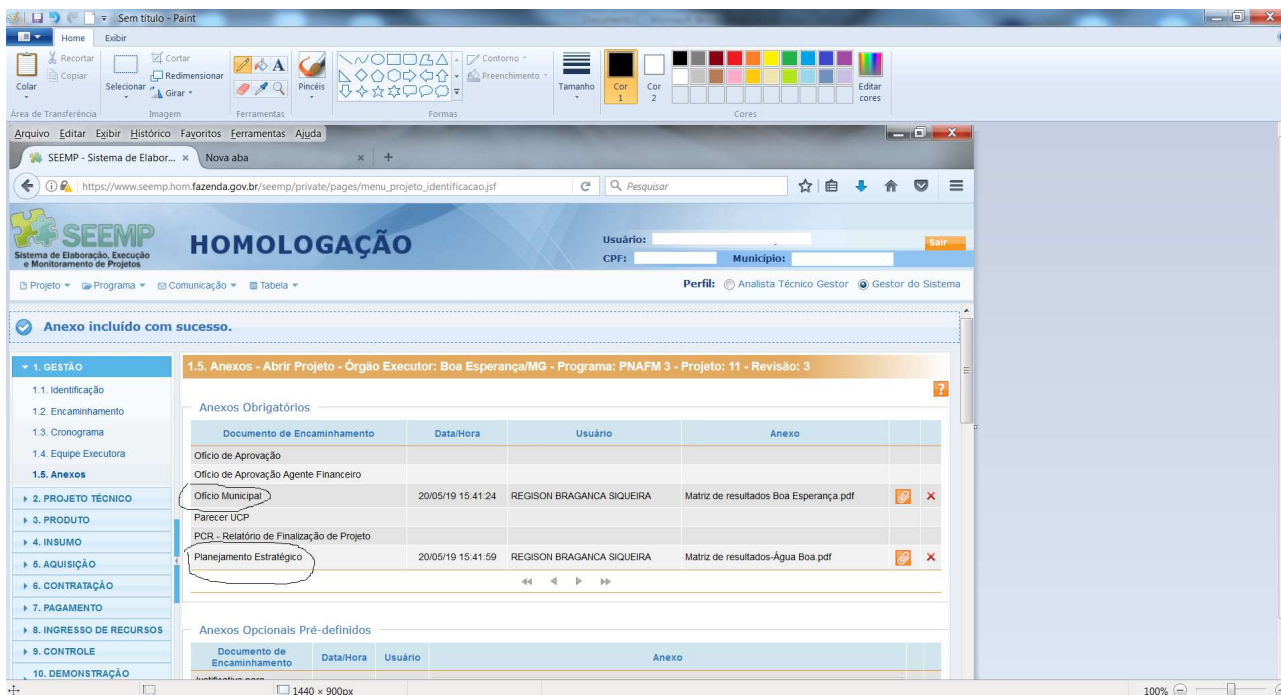 Sem título - Paint
Home Exibir
Colar
Recortar
Copiar
Área de Transferência
Selecionar
Cortar
Redimensionar
Girar
Imagem
Ferramentas
Pincéis
Contorno
Preenchimento
Formas
Tamanho
Cor 1
Cor 2
Editar cores
Cores
Arquivo Editar Exibir Histórico Favoritos Ferramentas Ajuda
SEEMP - Sistema de Elabor... × Nova aba × +
https://www.seemp.hom.fazenda.gov.br/seemp/private/pages/menu_projeto_identificacao.jsf
Pesquisar
SEEMP
Sistema de Elaboração, Execução
e Monitoramento de Projetos
HOMOLOGAÇÃO
Usuário:
Sair
CPF: Município:
Projeto Programa Comunicação Tabela
Perfil: Analista Técnico Gestor Gestor do Sistema
Anexo incluído com sucesso.
1. GESTÃO
1.1. Identificação
1.2. Encaminhamento
1.3. Cronograma
1.4. Equipe Executora
1.5. Anexos
2. PROJETO TÉCNICO
3. PRODUTO
4. INSUMO
5. AQUISIÇÃO
6. CONTRATAÇÃO
7. PAGAMENTO
8. INGRESSO DE RECURSOS
9. CONTROLE
10. DEMONSTRAÇÃO
1.5. Anexos - Abrir Projeto - Órgão Executor: Boa Esperança/MG - Programa: PNAFM 3 - Projeto: 11 - Revisão: 3
?
Anexos Obrigatórios
Documento de Encaminhamento Data/Hora Usuário Anexo
Ofício de Aprovação
Ofício de Aprovação Agente Financeiro
Ofício Municipal 20/05/19 15:41:24 REGISON BRAGANCA SIQUEIRA Matriz de resultados Boa Esperança.pdf
Parecer UCP
PCR - Relatório de Finalização de Projeto
Planejamento Estratégico 20/05/19 15:41:59 REGISON BRAGANCA SIQUEIRA Matriz de resultados-Água Boa.pdf
Anexos Opcionais Pré-definidos
Documento de Encaminhamento Data/Hora Usuário Anexo
1440 × 900px
100%